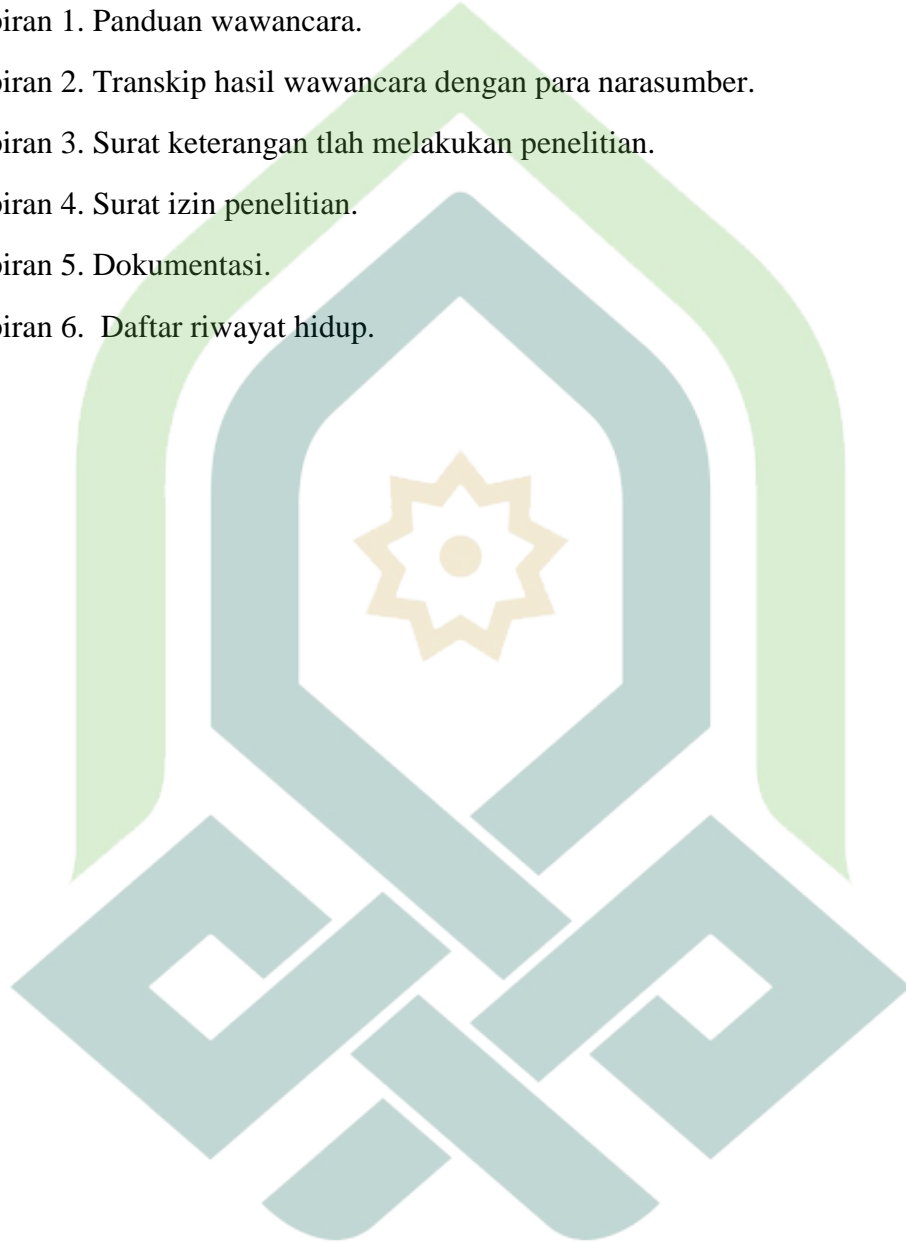 piran 1. Panduan wawancara.
piran 2. Transkip hasil wawancara dengan para narasumber.
piran 3. Surat keterangan tlah melakukan penelitian.
piran 4. Surat izin penelitian.
piran 5. Dokumentasi.
piran 6. Daftar riwayat hidup.